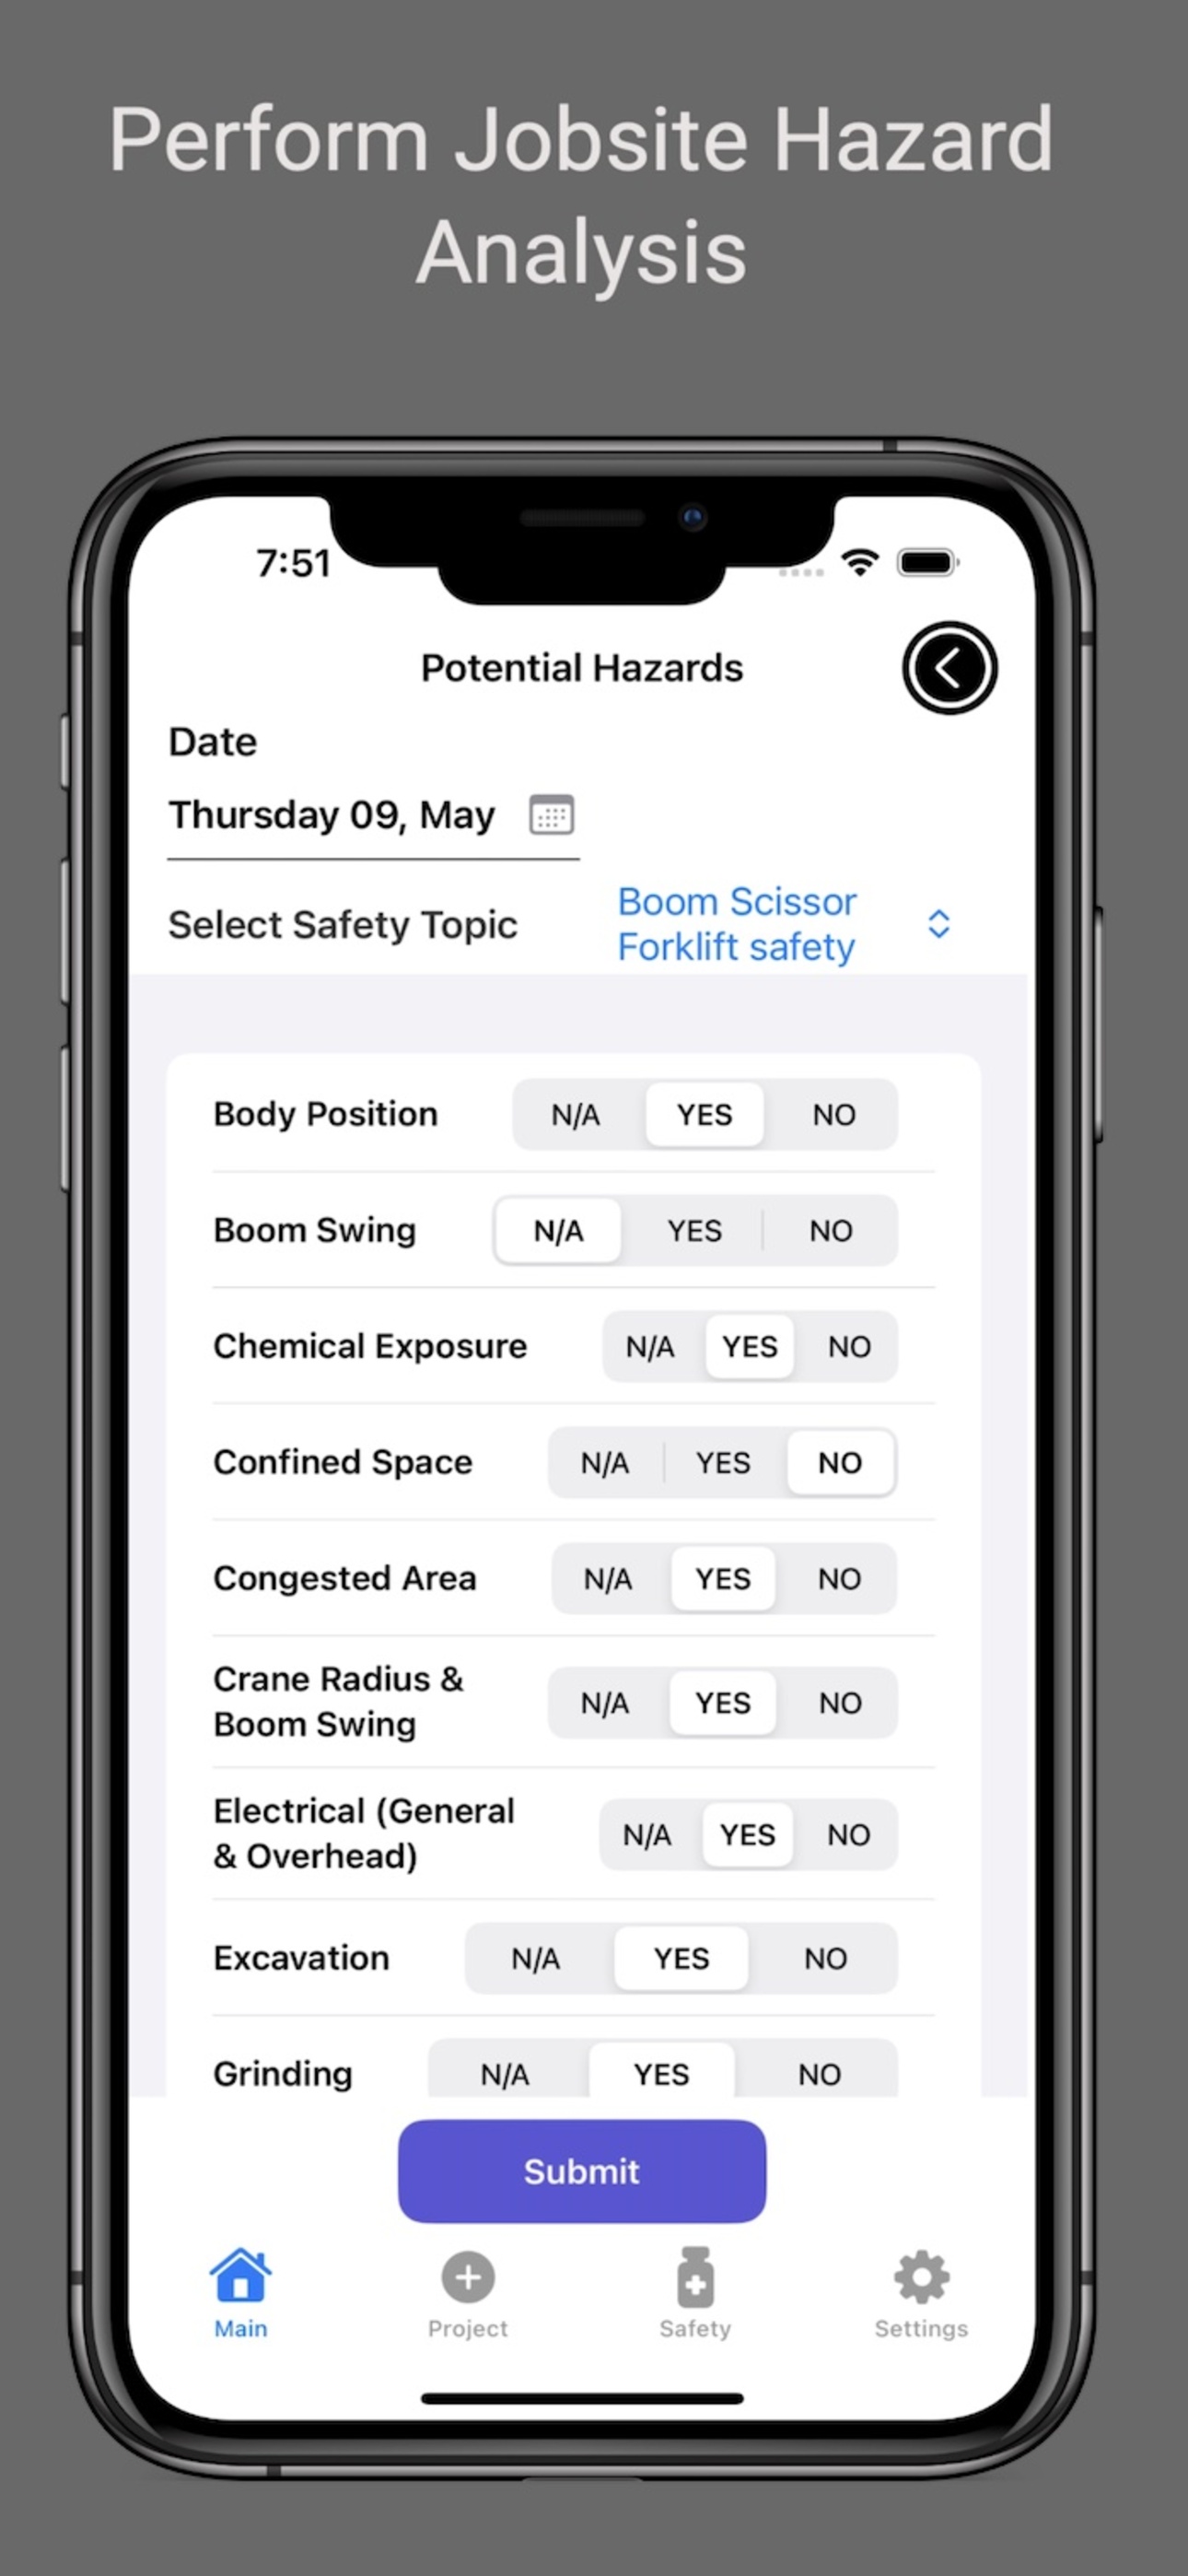 Perform Jobsite Hazard
Analysis
7:51
Potential Hazards
Date
Thursday 09, May
Select Safety Topic
Boom Scissor
Forklift safety
Body Position N/A YES NO
Boom Swing N/A YES NO
Chemical Exposure N/A YES NO
Confined Space N/A YES NO
Congested Area N/A YES NO
Crane Radius &
Boom Swing
N/A YES NO
Electrical (General
& Overhead)
N/A YES NO
Excavation N/A YES NO
Grinding N/A YES NO
Submit
Main Project Safety Settings